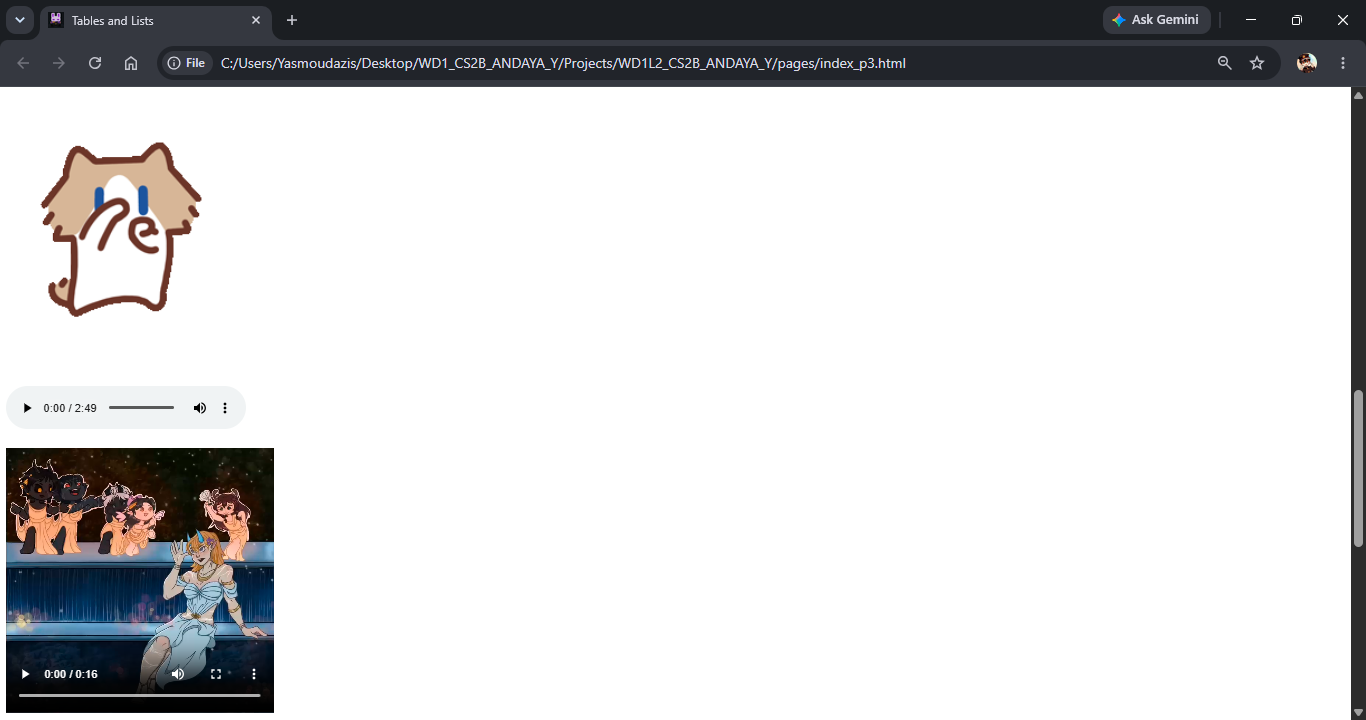 Tables and Lists
Ask Gemini
File
C:/Users/Yasmoudazis/Desktop/WD1_CS2B_ANDAYA_Y/Projects/WD1L2_CS2B_ANDAYA_Y/pages/index_p3.html
0:00 / 2:49
0:00 / 0:16